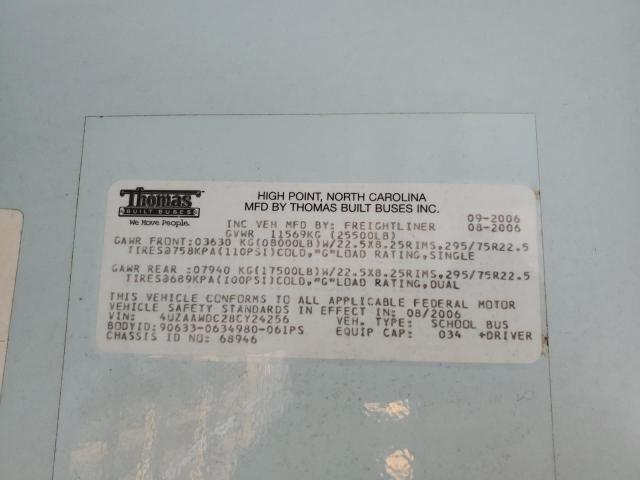 Thomas
BUILT BUSES
We Move People.
HIGH POINT, NORTH CAROLINA
MFD BY THOMAS BUILT BUSES INC. 09-2006
INC VEH MFD BY: FREIGHTLINER 08-2006
GVWR 11569KG (25500LB)
GAWR FRONT:03630 KG(08000LB)W/22.5X8.25RIMS,295/75R22.5
TIRES@758KPA(110PSI)COLD,"G"LOAD RATING,SINGLE
GAWR REAR :07940 KG(17500LB)W/22.5X8.25RIMS,295/75R22.5
TIRES@689KPA(100PSI)COLD,"G"LOAD RATING,DUAL
THIS VEHICLE CONFORMS TO ALL APPLICABLE FEDERAL MOTOR
VEHICLE SAFETY STANDARDS IN EFFECT IN: 08/2006
VIN: 4UZAAWDC28CY24256 VEH. TYPE: SCHOOL BUS
BODYID:90633-0634980-061PS EQUIP CAP: 034 +DRIVER
CHASSIS ID NO: 68946